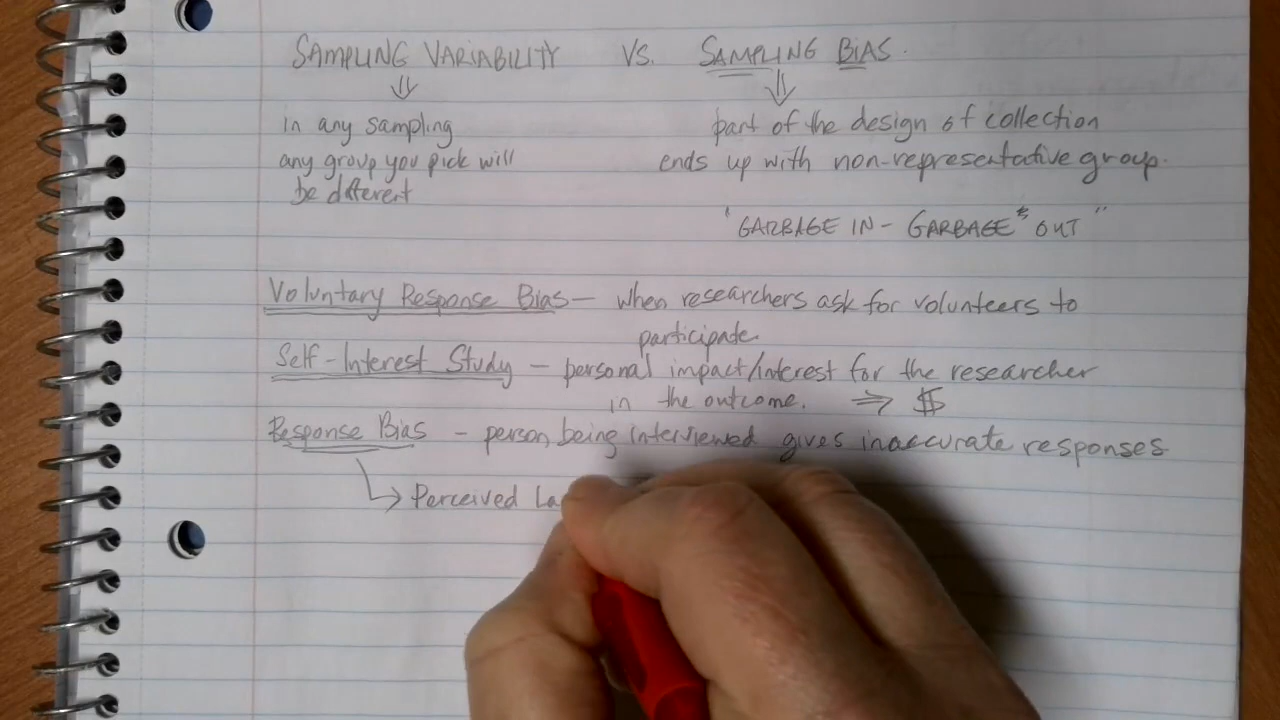 SAMPLING VARIABILITY VS. SAMPLING BIAS.
in any sampling
any group you pick will
be different
part of the design of collection
ends up with non-representative group.
"GARBAGE IN - GARBAGE OUT"
Voluntary Response Bias — when researchers ask for volunteers to
participate.
Self-Interest Study — personal impact/interest for the researcher
in the outcome. ⇒ $
Response Bias - person being interviewed gives inaccurate responses
→ Perceived La